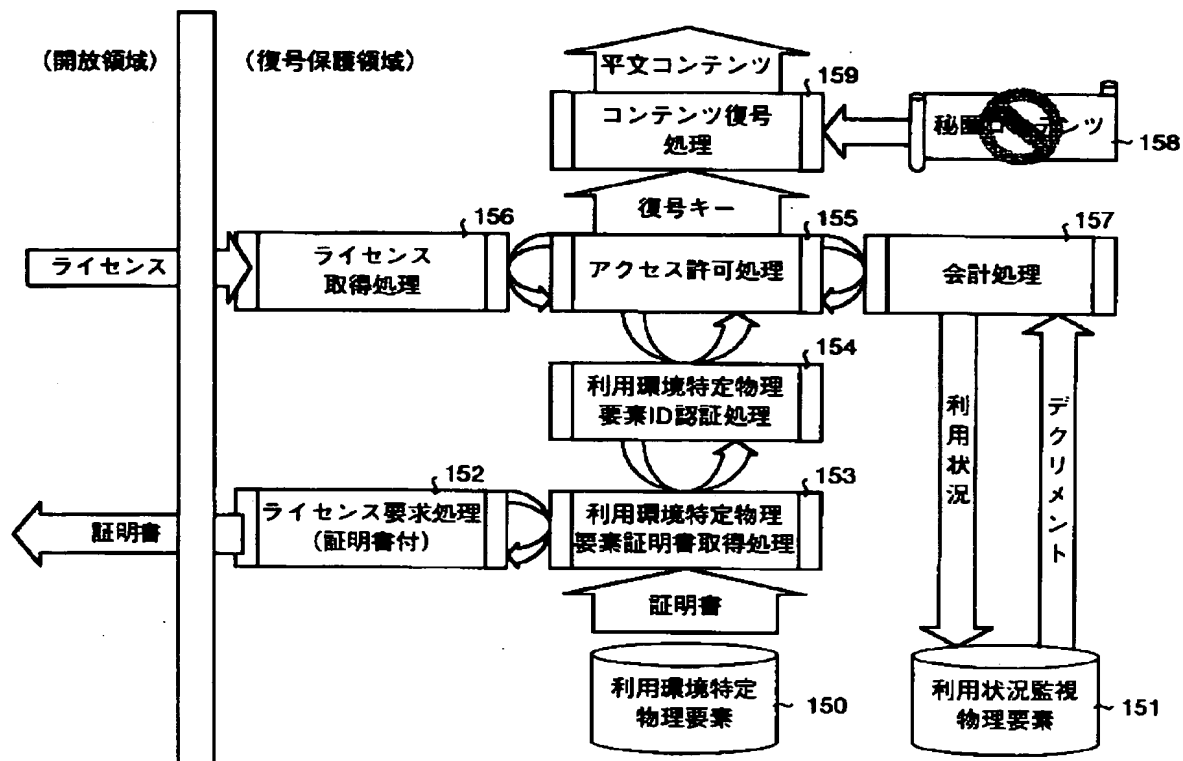 (開放領域)
(復号保護領域)
平文コンテンツ
159
コンテンツ復号
処理
秘匿コンテンツ
158
復号キー
156
155
157
ライセンス
ライセンス
取得処理
アクセス許可処理
会計処理
154
利用環境特定物理
要素ID認証処理
利用状況
デクリメント
152
153
証明書
ライセンス要求処理
(証明書付)
利用環境特定物理
要素証明書取得処理
証明書
利用環境特定
物理要素
150
利用状況監視
物理要素
151